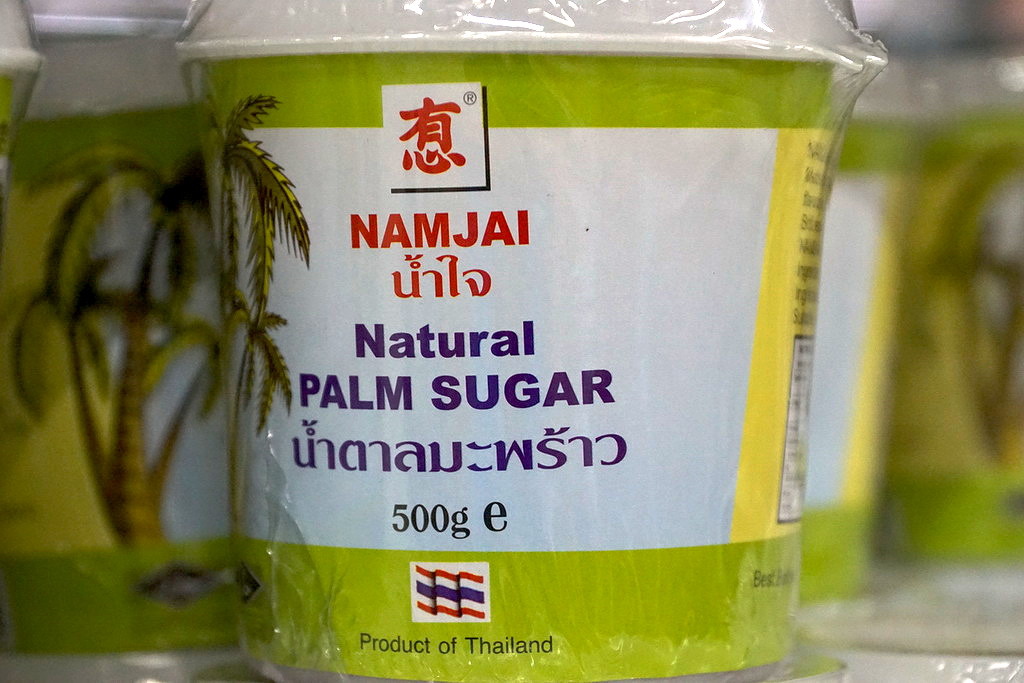 ®
NAMJAI
น้ำใจ
Natural
PALM SUGAR
น้ำตาลมะพร้าว
500g e
Product of Thailand
Best